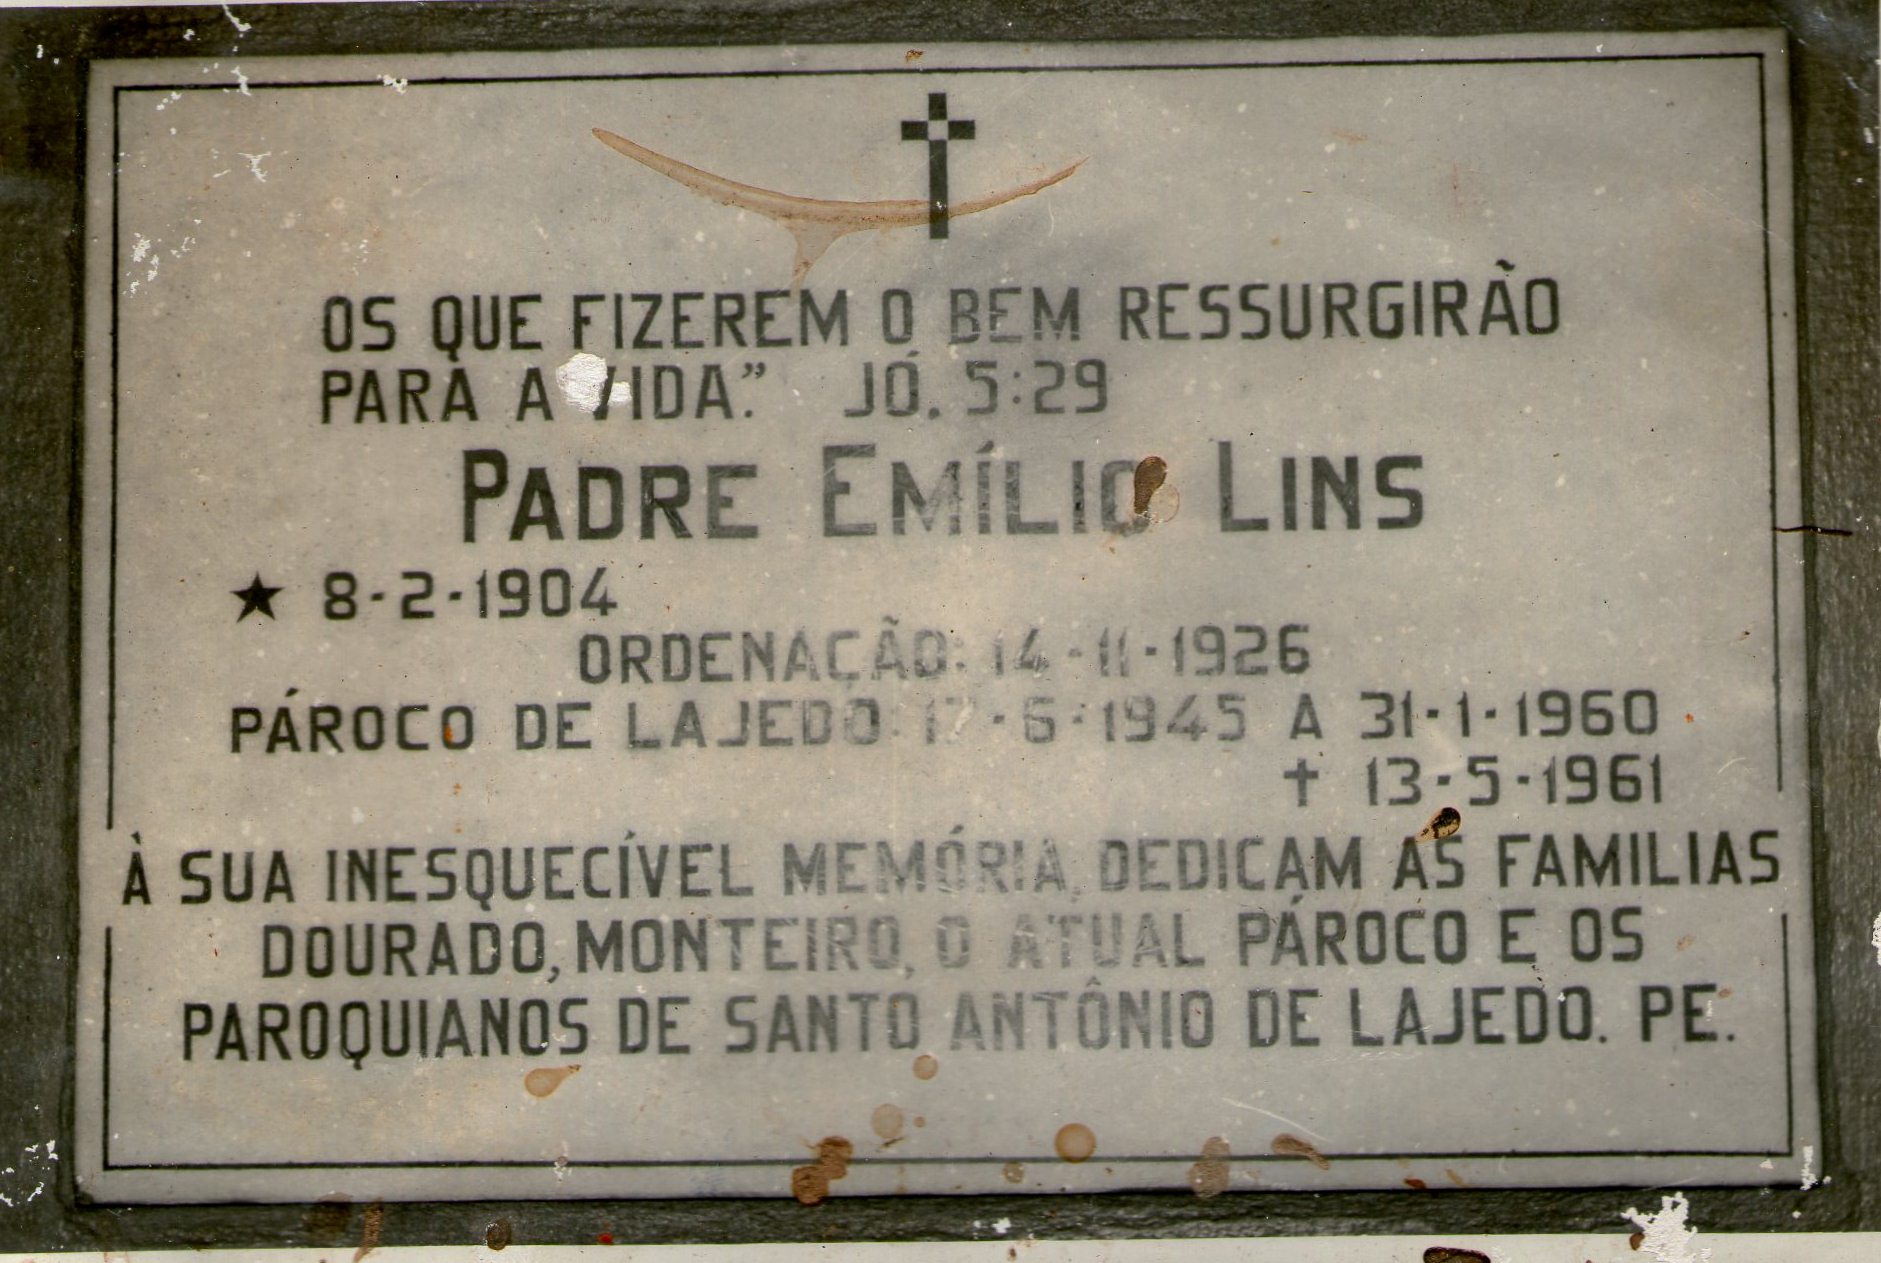 OS QUE FIZEREM O BEM RESSURGIRÃO
PARA A VIDA.” JÓ. 5:29
PADRE EMÍLIO LINS
★ 8-2-1904
ORDENAÇÃO: 14-11-1926
PÁROCO DE LAJEDO: 17-6-1945 A 31-1-1960
† 13-5-1961
À SUA INESQUECÍVEL MEMÓRIA, DEDICAM AS FAMILIAS
DOURADO, MONTEIRO, O ATUAL PÁROCO E OS
PAROQUIANOS DE SANTO ANTÔNIO DE LAJEDO. PE.